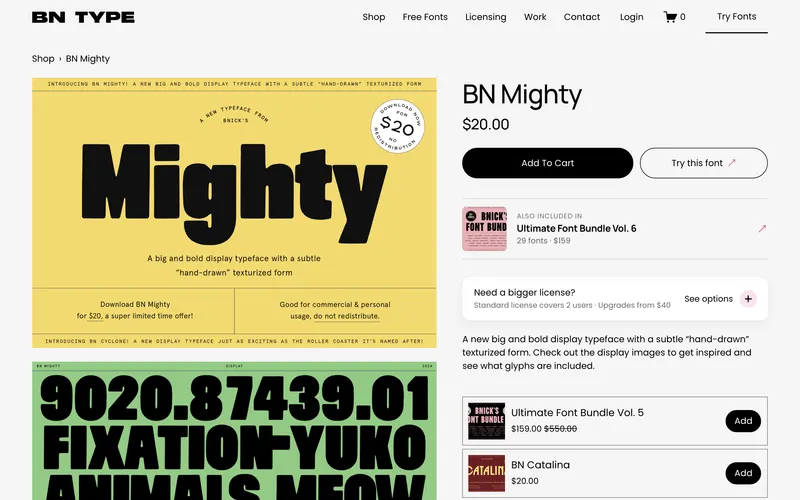 BN TYPE
Shop
Free Fonts
Licensing
Work
Contact
Login
0
Try Fonts
Shop › BN Mighty
INTRODUCING BN MIGHTY! A NEW BIG AND BOLD DISPLAY TYPEFACE WITH A SUBTLE "HAND-DRAWN" TEXTURIZED FORM
A NEW TYPEFACE FROM
BNICK'S
DOWNLOAD NOW
FOR
$20
NO
REDISTRIBUTION
Mighty
A big and bold display typeface with a subtle
"hand-drawn" texturized form
Download BN Mighty
for $20, a super limited time offer!
Good for commercial & personal
usage, do not redistribute.
INTRODUCING BN CYCLONE! A NEW DISPLAY TYPEFACE JUST AS EXCITING AS THE ROLLER COASTER IT'S NAMED AFTER!
BN MIGHTY
DISPLAY
2024
9020.87439.01
FIXATION-YUKO
ANIMALS MEOW
BN Mighty
$20.00
Add To Cart
Try this font ↗
BNICK'S
FONT BUND
ALSO INCLUDED IN
Ultimate Font Bundle Vol. 6
29 fonts · $159
↗
Need a bigger license?
Standard license covers 2 users · Upgrades from $40
See options +
A new big and bold display typeface with a subtle “hand-drawn”
texturized form. Check out the display images to get inspired and
see what glyphs are included.
BNICK'S
FONT BUNDLE
Ultimate Font Bundle Vol. 5
$159.00 $550.00
Add
CATALIN
BN Catalina
$20.00
Add